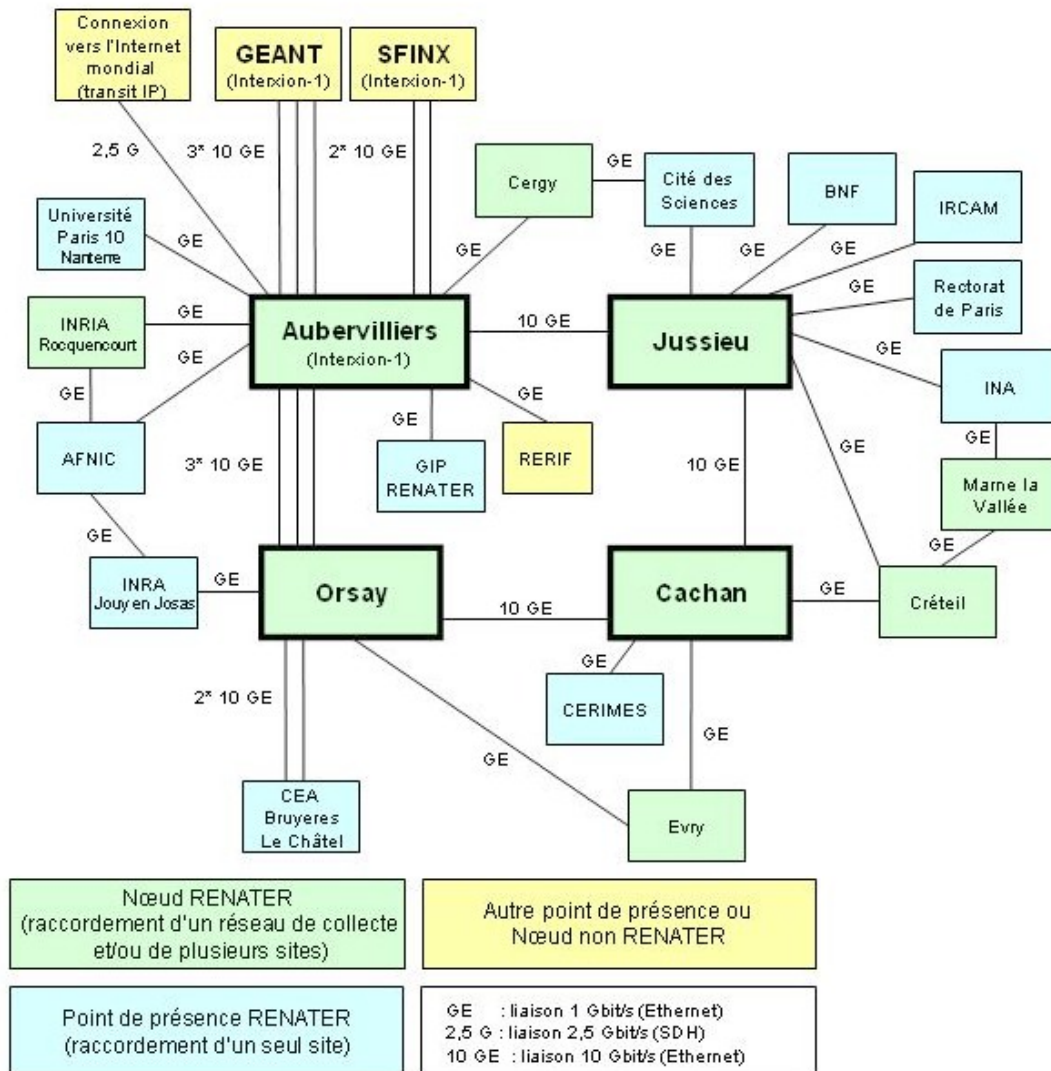 Connexion
vers l'Internet
mondial
(transit IP)
GEANT
(Interxion-1)
SFINX
(Interxion-1)
2,5 G
3* 10 GE
2* 10 GE
Cergy
GE
Cité des
Sciences
BNF
IRCAM
Université
Paris 10
Nanterre
GE
GE
GE
GE
GE
Rectorat
de Paris
INRIA
Rocquencourt
GE
Aubervilliers
(Interxion-1)
10 GE
Jussieu
GE
GE
GE
INA
GE
GE
GE
AFNIC
3* 10 GE
GE
GIP
RENATER
RERIF
10 GE
GE
GE
Marne la
Vallée
GE
GE
INRA
Jouy en Josas
GE
Orsay
10 GE
Cachan
GE
Créteil
2* 10 GE
GE
CERIMES
GE
GE
CEA
Bruyeres
Le Châtel
Evry
Nœud RENATER
(raccordement d'un réseau de collecte
et/ou de plusieurs sites)
Autre point de présence ou
Nœud non RENATER
Point de présence RENATER
(raccordement d'un seul site)
GE : liaison 1 Gbit/s (Ethernet)
2,5 G : liaison 2,5 Gbit/s (SDH)
10 GE : liaison 10 Gbit/s (Ethernet)